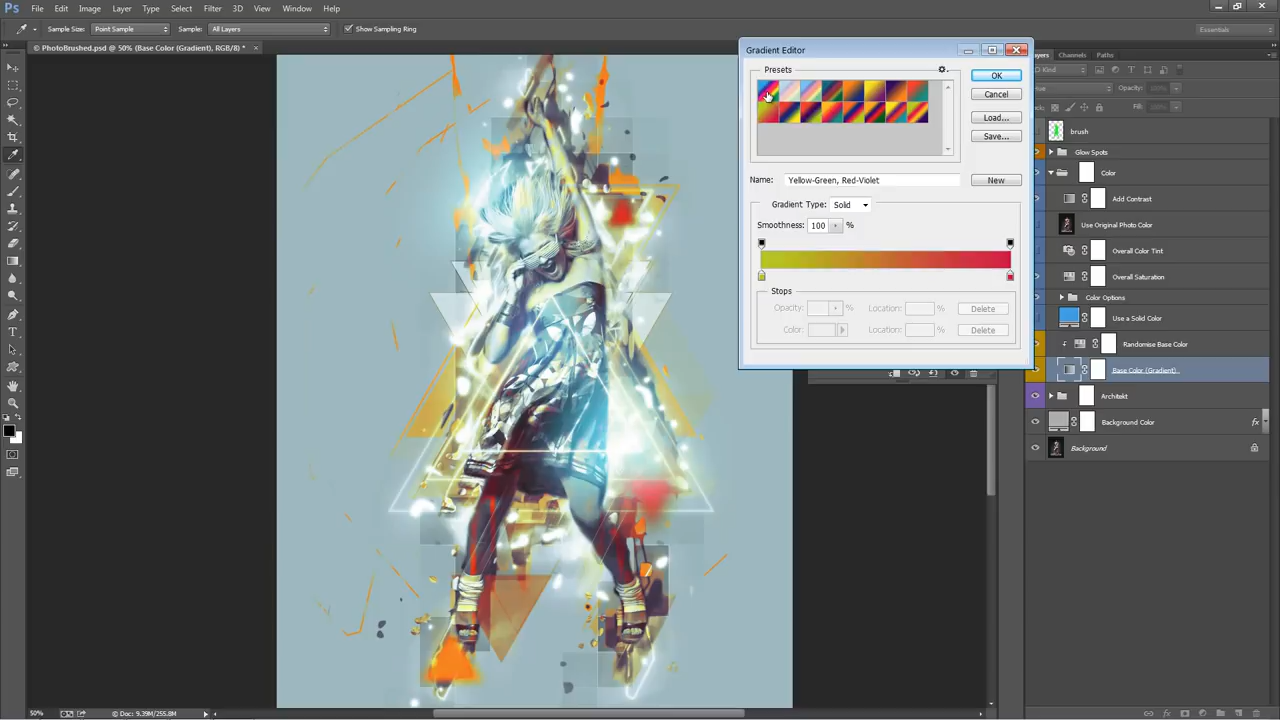 Ps File Edit Image Layer Type Select Filter 3D View Window Help
Sample Size: Point Sample Sample: All Layers Show Sampling Ring Essentials
© PhotoBrushed.psd @ 50% (Base Color (Gradient), RGB/8) * ×
Gradient Editor
Presets
OK
Cancel
Load...
Save...
Name: Yellow-Green, Red-Violet New
Gradient Type: Solid
Smoothness: 100 %
Stops
Opacity: % Location: % Delete
Color: Location: % Delete
Layers Channels Paths
Kind
Opacity:
Fill:
brush
Glow Spots
Color
Add Contrast
Use Original Photo Color
Overall Color Tint
Overall Saturation
Color Options
Use a Solid Color
Randomise Base Color
Base Color (Gradient)
Architekt
Background Color fx
Background
50% Doc: 9.39M/255.8M